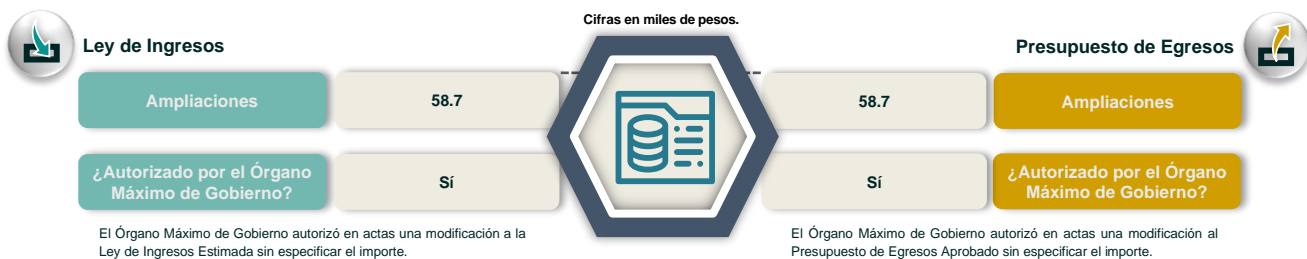 Cifras en miles de pesos.
Ley de Ingresos
Presupuesto de Egresos
Ampliaciones
58.7
58.7
Ampliaciones
¿Autorizado por el Órgano
Máximo de Gobierno?
Sí
Sí
¿Autorizado por el Órgano
Máximo de Gobierno?
El Órgano Máximo de Gobierno autorizó en actas una modificación a la
Ley de Ingresos Estimada sin especificar el importe.
El Órgano Máximo de Gobierno autorizó en actas una modificación al
Presupuesto de Egresos Aprobado sin especificar el importe.